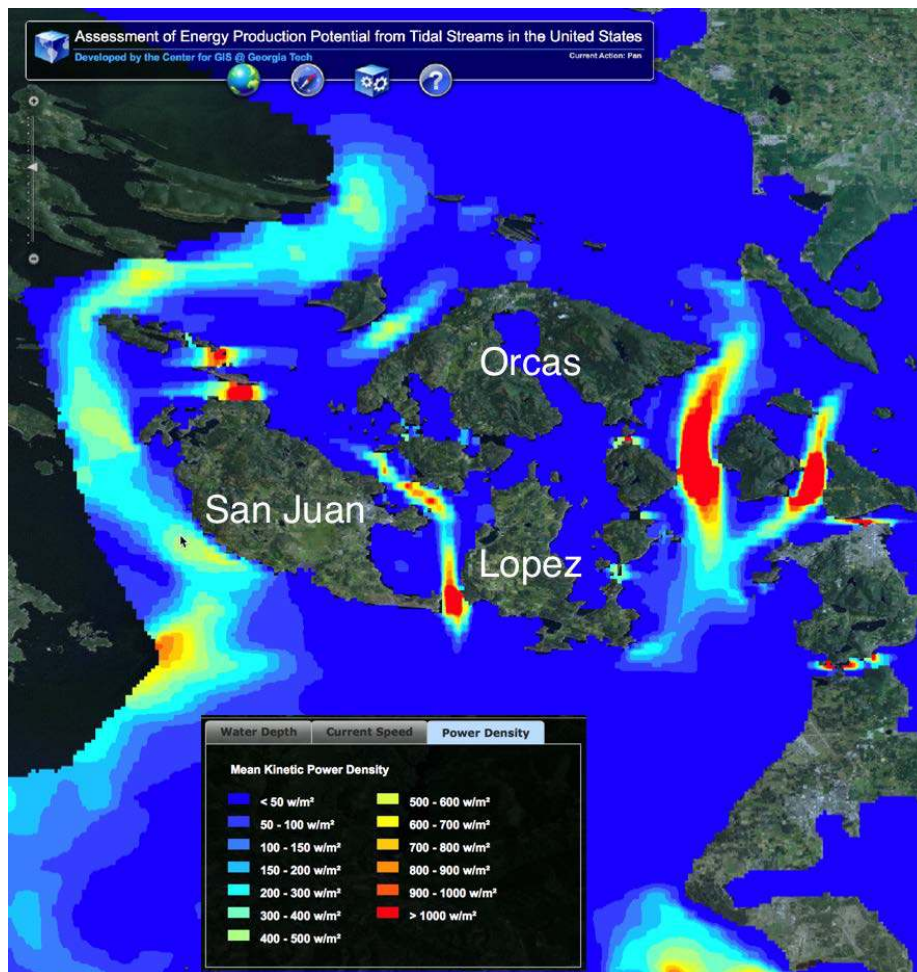 Assessment of Energy Production Potential from Tidal Streams in the United States
Developed by the Center for GIS @ Georgia Tech
Current Action: Pan
?
Orcas
San Juan
Lopez
Water Depth
Current Speed
Power Density
Mean Kinetic Power Density
< 50 w/m²
50 - 100 w/m²
100 - 150 w/m²
150 - 200 w/m²
200 - 300 w/m²
300 - 400 w/m²
400 - 500 w/m²
500 - 600 w/m²
600 - 700 w/m²
700 - 800 w/m²
800 - 900 w/m²
900 - 1000 w/m²
> 1000 w/m²